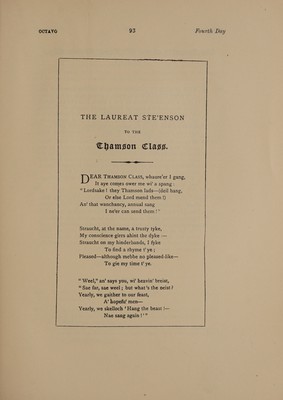 OCTAVO 93 Fourth Day
THE LAUREAT STE'ENSON
TO THE
Thamson Class.
DEAR THAMSON CLASS, whaure'er I gang,
It aye comes ower me wi' a spang:
"Lordsake! they Thamson lads—(deil hang,
Or else Lord mend them!)
An' that wanchancy, annual sang
I ne'er can send them!"
Straucht, at the name, a trusty tyke,
My conscience girrs ahint the dyke—
Straucht on my hinderlands, I fyke
To find a rhyme t' ye;
Pleased—although mebbe no pleased-like—
To gie my time t' ye.
"Weel," an' says you, wi' heavin' breist,
"Sae far, sae weel; but what's the neist?
Yearly, we gaither to our feast,
A' hopefu' men—
Yearly, we skelloch 'Hang the beast!—
Nae sang again!'"